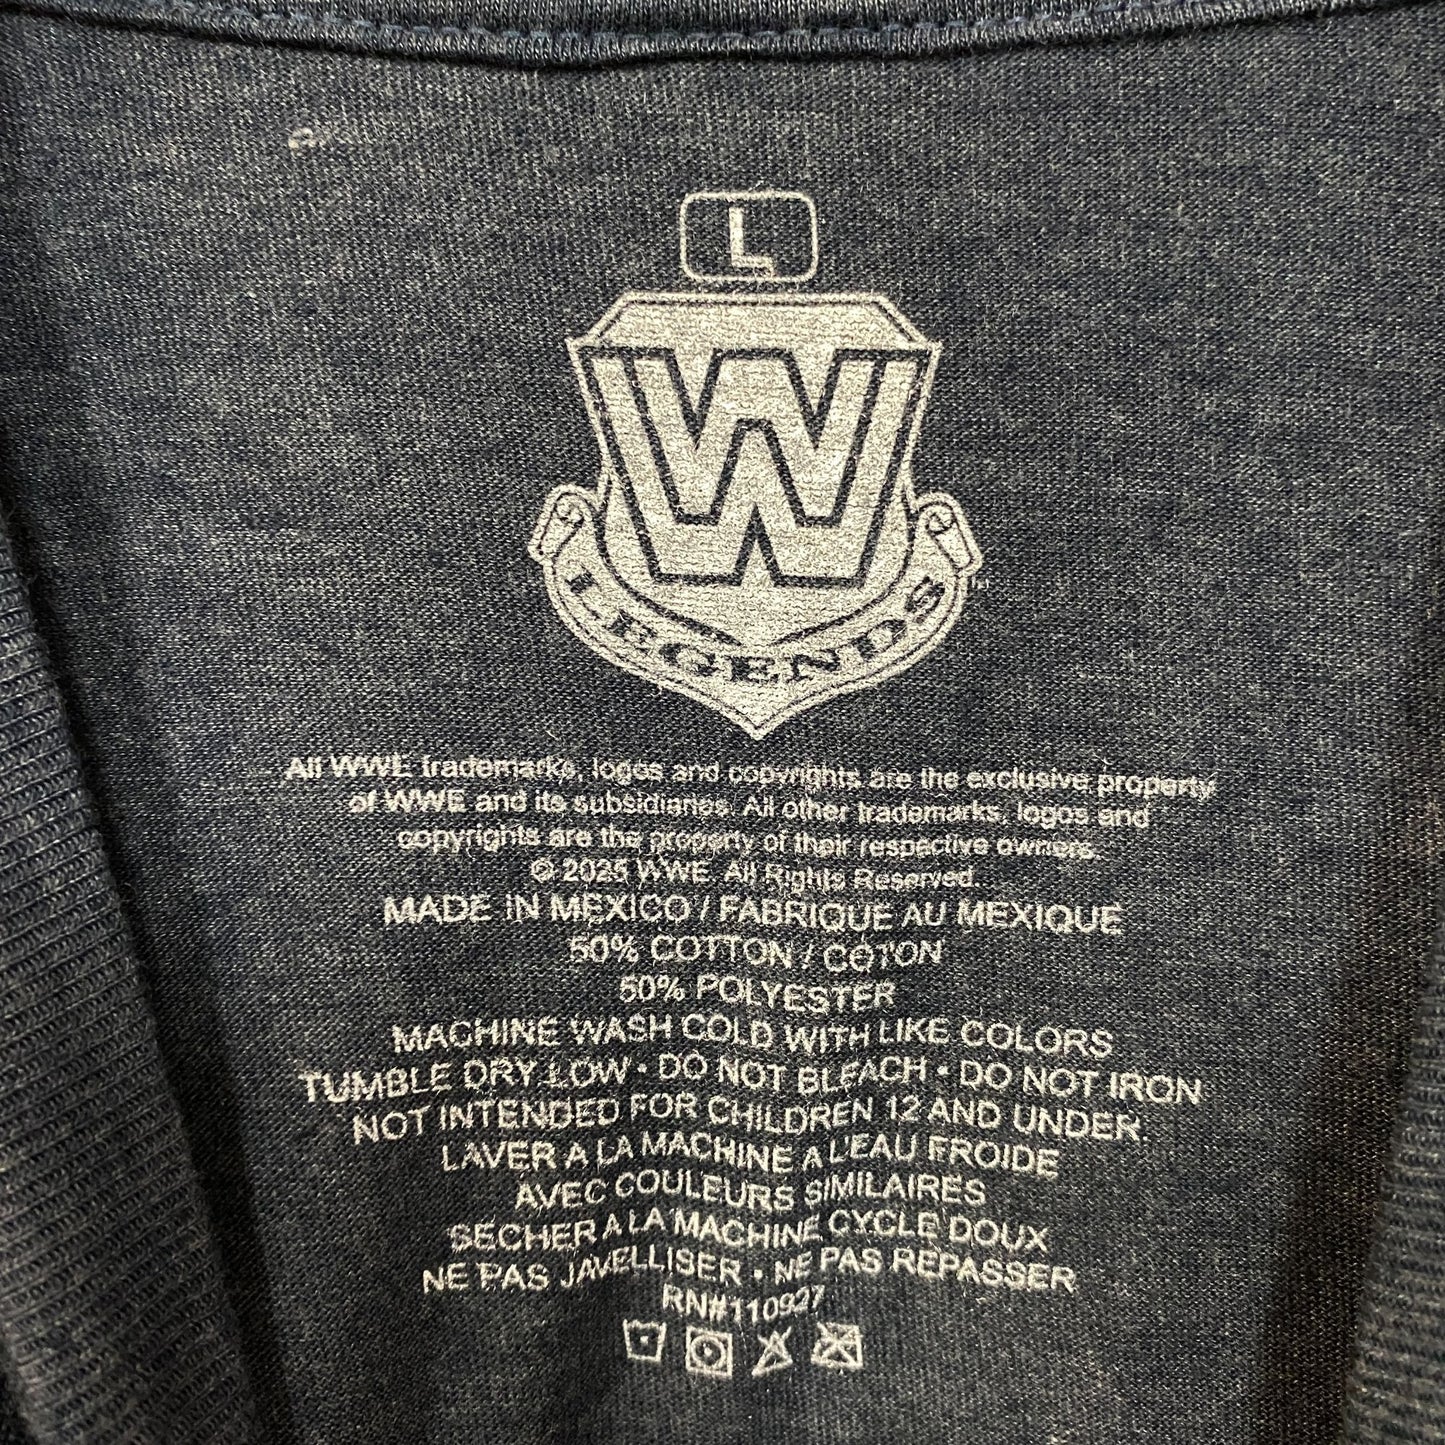 L
W
LEGENDS
TM
All WWE trademarks, logos and copyrights are the exclusive property
of WWE and its subsidiaries. All other trademarks, logos and
copyrights are the property of their respective owners.
© 2025 WWE. All Rights Reserved.
MADE IN MEXICO / FABRIQUE AU MEXIQUE
50% COTTON / COTON
50% POLYESTER
MACHINE WASH COLD WITH LIKE COLORS
TUMBLE DRY LOW • DO NOT BLEACH • DO NOT IRON
NOT INTENDED FOR CHILDREN 12 AND UNDER.
LAVER A LA MACHINE A L'EAU FROIDE
AVEC COULEURS SIMILAIRES
SECHER A LA MACHINE CYCLE DOUX
NE PAS JAVELLISER • NE PAS REPASSER
RN#110927